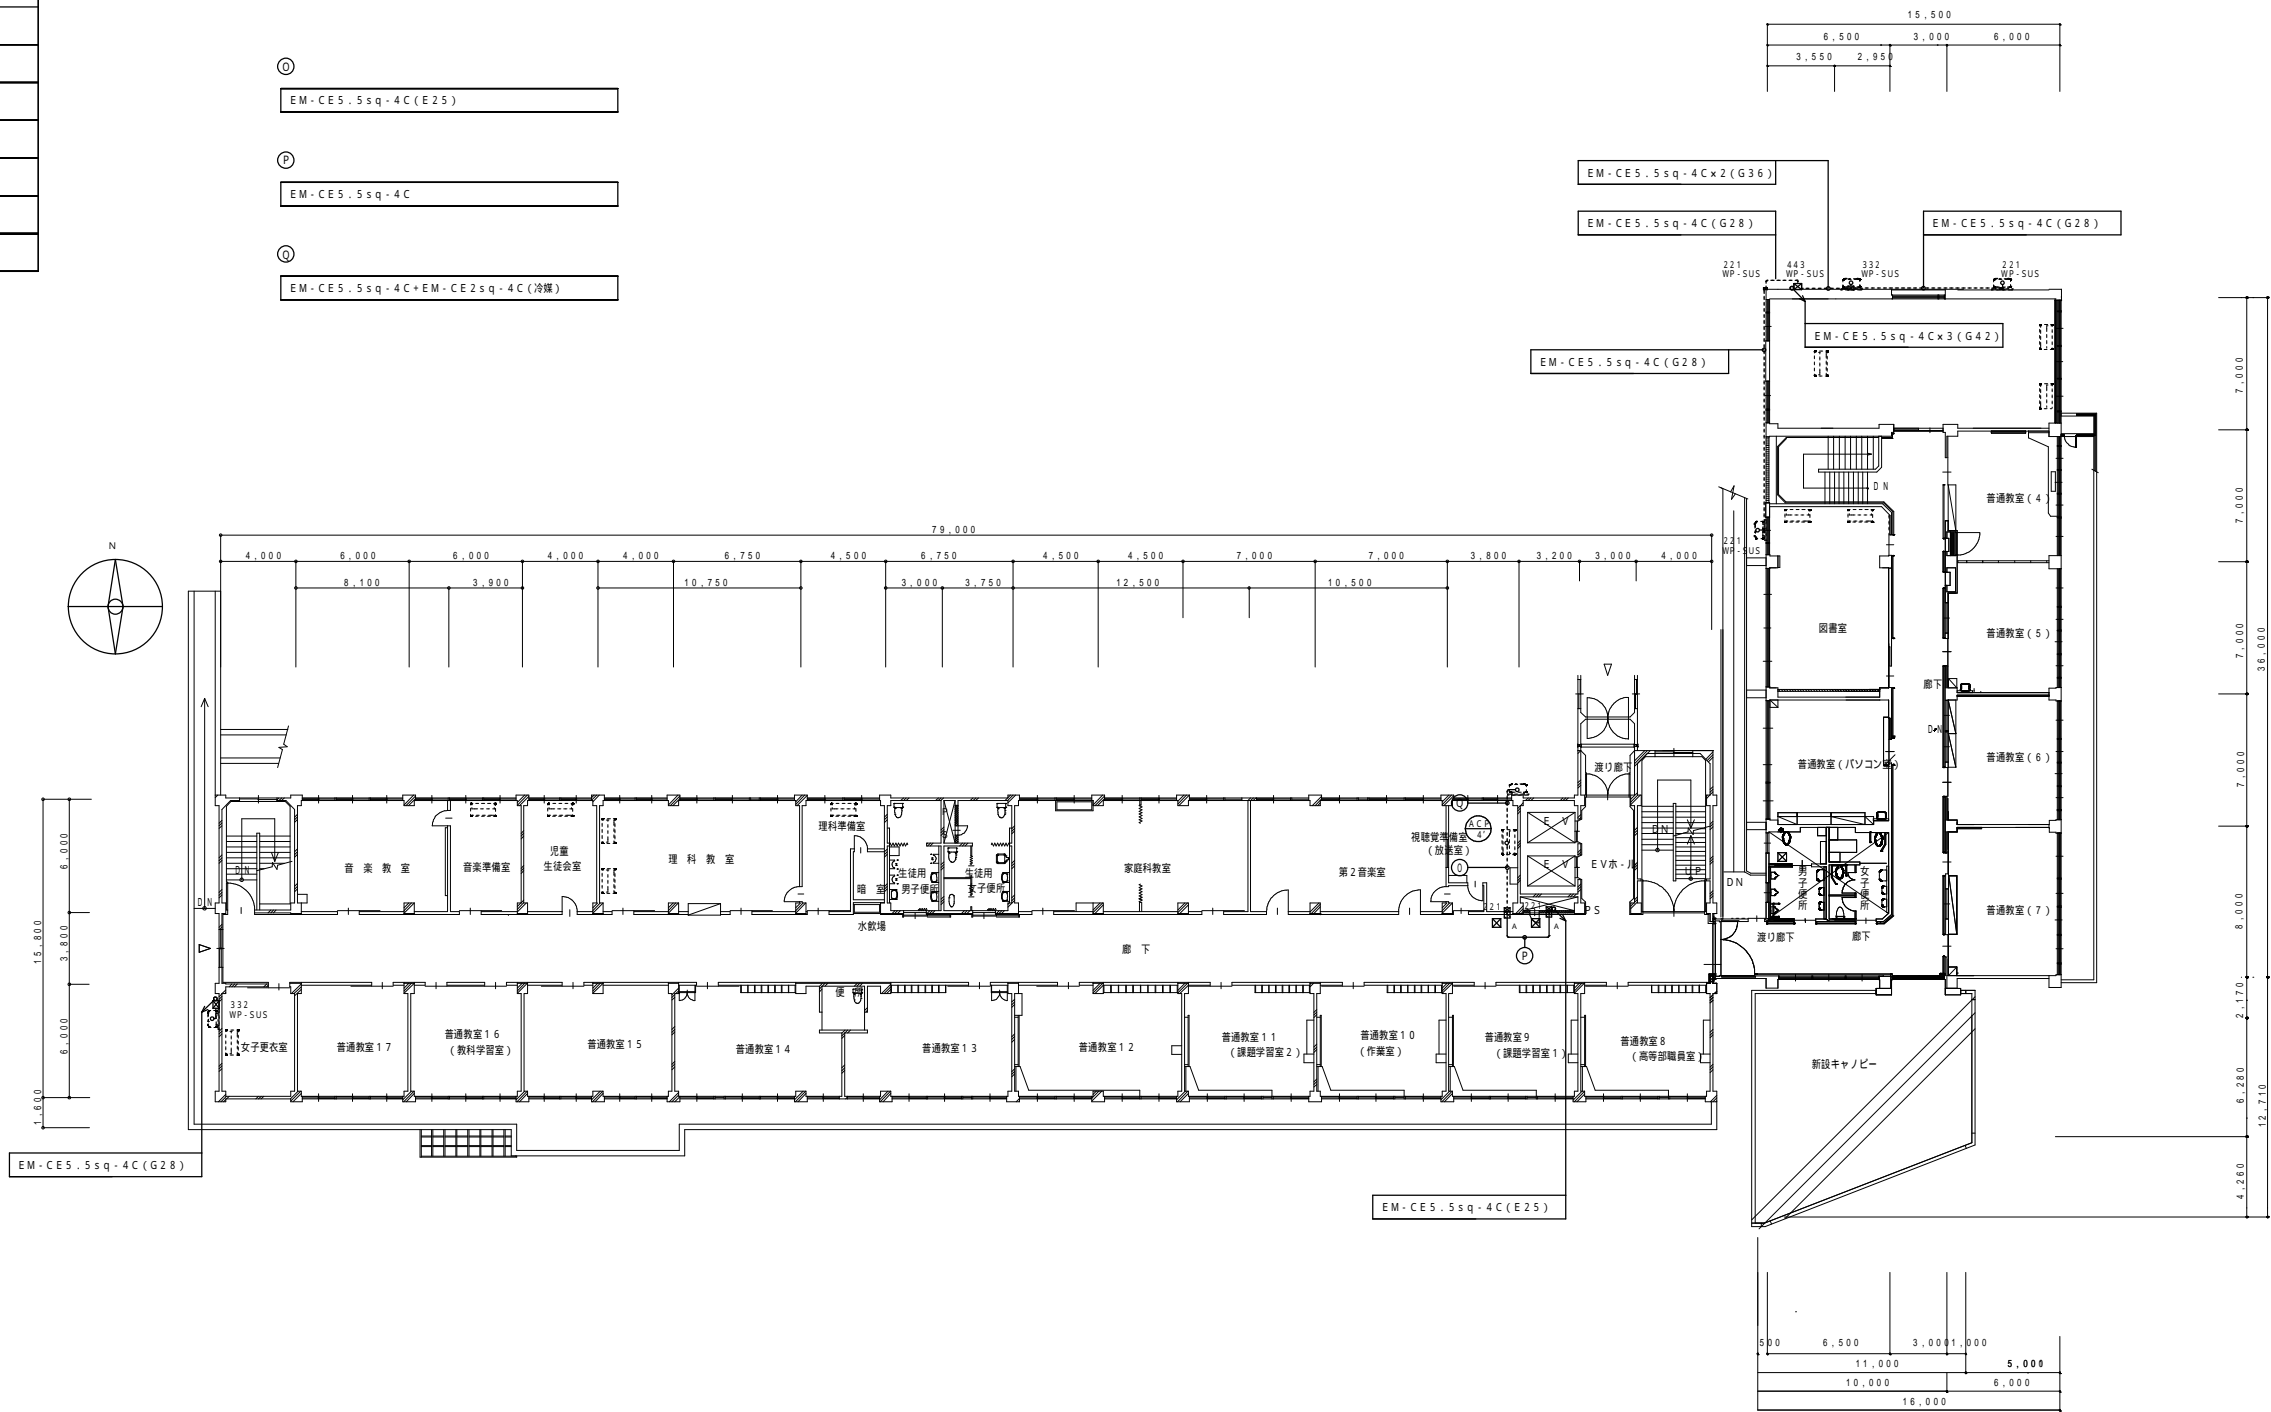 O
EM-CE5.5sq-4C(E25)
P
EM-CE5.5sq-4C
Q
EM-CE5.5sq-4C+EM-CE2sq-4C(冷媒)
15,500
6,500 3,000 6,000
3,550 2,950
EM-CE5.5sq-4C×2(G36)
EM-CE5.5sq-4C(G28)
EM-CE5.5sq-4C(G28)
221 443 332 221
WP-SUS WP-SUS WP-SUS WP-SUS
EM-CE5.5sq-4C×3(G42)
EM-CE5.5sq-4C(G28)
7,000
7,000
7,000
7,000
8,000
36,000
2,170
6,280
4,260
12,710
DN
普通教室(4)
221
WP-SUS
図書室
普通教室(5)
廊下
DN
普通教室(6)
普通教室(パソコン室)
普通教室(7)
男子便所
女子便所
DN
渡り廊下
廊下
新設キャノピー
N
79,000
4,000 6,000 6,000 4,000 4,000 6,750 4,500 6,750 4,500 4,500 7,000 7,000 3,800 3,200 3,000 4,000
8,100 3,900 10,750 3,000 3,750 12,500 10,500
渡り廊下
DN
音楽教室
音楽準備室
児童
生徒会室
理科教室
理科準備室
暗室
生徒用
男子便所
生徒用
女子便所
PS
家庭科教室
第2音楽室
視聴覚準備室
(放送室)
Q
ACP
4'
O
EV
EV
EVホール
DN
UP
DN
水飲場
廊下
221 221
PS
A A
P
6,000
3,800
6,000
15,800
1,600
332
WP-SUS
女子更衣室
普通教室17
普通教室16
(教科学習室)
普通教室15
普通教室14
便
普通教室13
普通教室12
普通教室11
(課題学習室2)
普通教室10
(作業室)
普通教室9
(課題学習室1)
普通教室8
(高等部職員室)
EM-CE5.5sq-4C(G28)
EM-CE5.5sq-4C(E25)
500 6,500 3,000 1,000
11,000 5,000
10,000 6,000
16,000